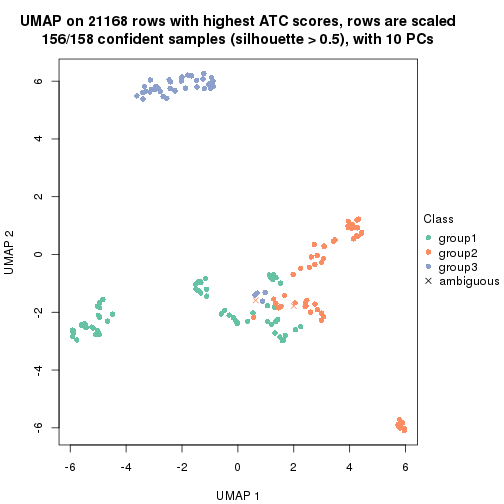 UMAP on 21168 rows with highest ATC scores, rows are scaled
156/158 confident samples (silhouette > 0.5), with 10 PCs
6
4
2
0
-2
-4
-6
UMAP 2
-6
-4
-2
0
2
4
6
UMAP 1
Class
group1
group2
group3
ambiguous